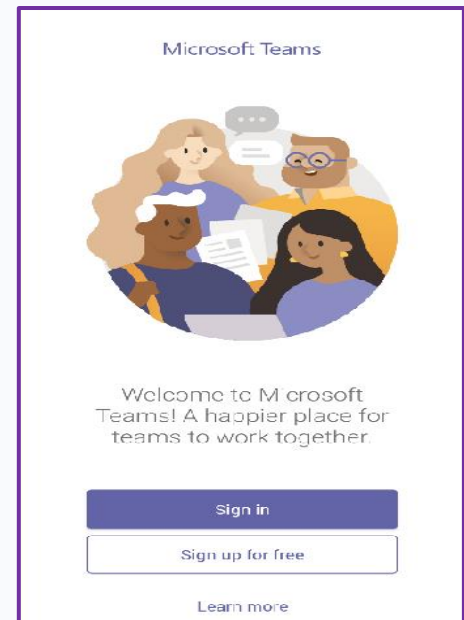 Microsoft Teams
Welcome to Microsoft
Teams! A happier place for
teams to work together.
Sign in
Sign up for free
Learn more